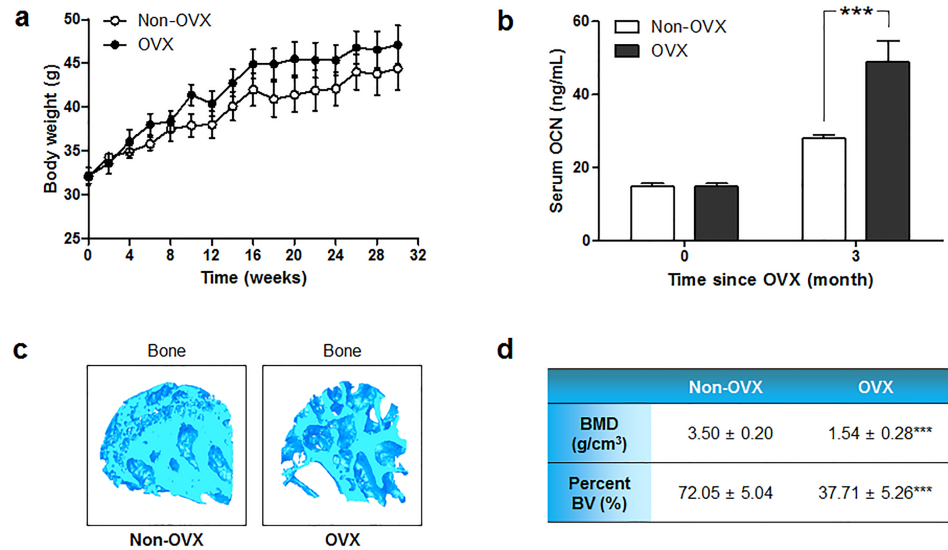 a
Non-OVX
OVX
Body weight (g)
50
45
40
35
30
25
0 4 8 12 16 20 24 28 32
Time (weeks)
b
***
Non-OVX
OVX
Serum OCN (ng/mL)
60
40
20
0
0 3
Time since OVX (month)
c
Bone Bone
Non-OVX OVX
d
Non-OVX OVX
BMD
(g/cm³)
3.50 ± 0.20 1.54 ± 0.28***
Percent
BV (%)
72.05 ± 5.04 37.71 ± 5.26***